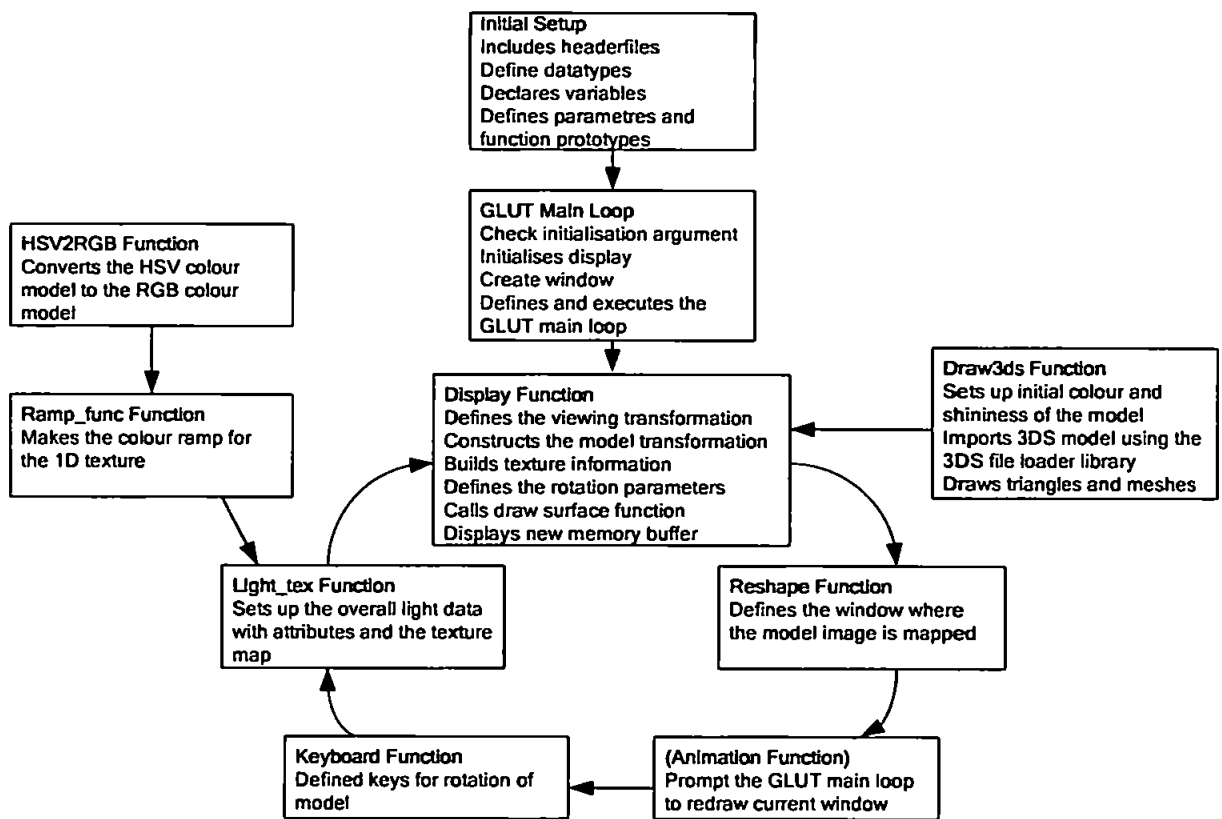 Initial Setup
Includes headerfiles
Define datatypes
Declares variables
Defines parametres and
function prototypes
GLUT Main Loop
Check initialisation argument
Initialises display
Create window
Defines and executes the
GLUT main loop
HSV2RGB Function
Converts the HSV colour
model to the RGB colour
model
Ramp_func Function
Makes the colour ramp for
the 1D texture
Display Function
Defines the viewing transformation
Constructs the model transformation
Builds texture information
Defines the rotation parameters
Calls draw surface function
Displays new memory buffer
Draw3ds Function
Sets up initial colour and
shininess of the model
Imports 3DS model using the
3DS file loader library
Draws triangles and meshes
Light_tex Function
Sets up the overall light data
with attributes and the texture
map
Reshape Function
Defines the window where
the model image is mapped
Keyboard Function
Defined keys for rotation of
model
(Animation Function)
Prompt the GLUT main loop
to redraw current window